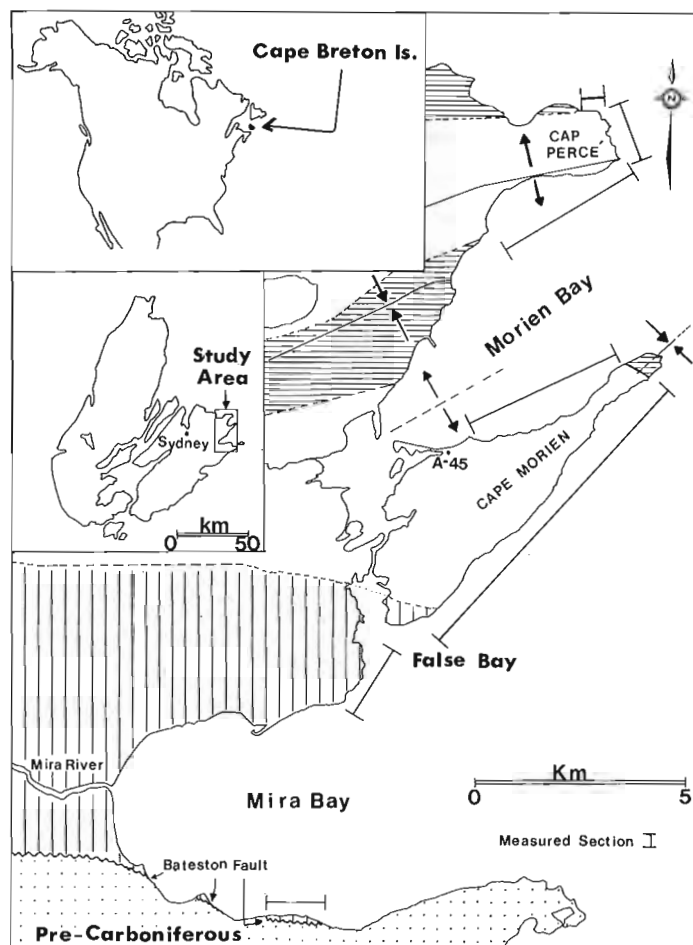 Cape Breton Is.
N
CAP
PERCÉ
Morien Bay
Study
Area
Sydney
km
0 50
A-45
CAPE MORIEN
False Bay
Mira River
Km
0 5
Mira Bay
Measured Section
Bateston Fault
Pre-Carboniferous